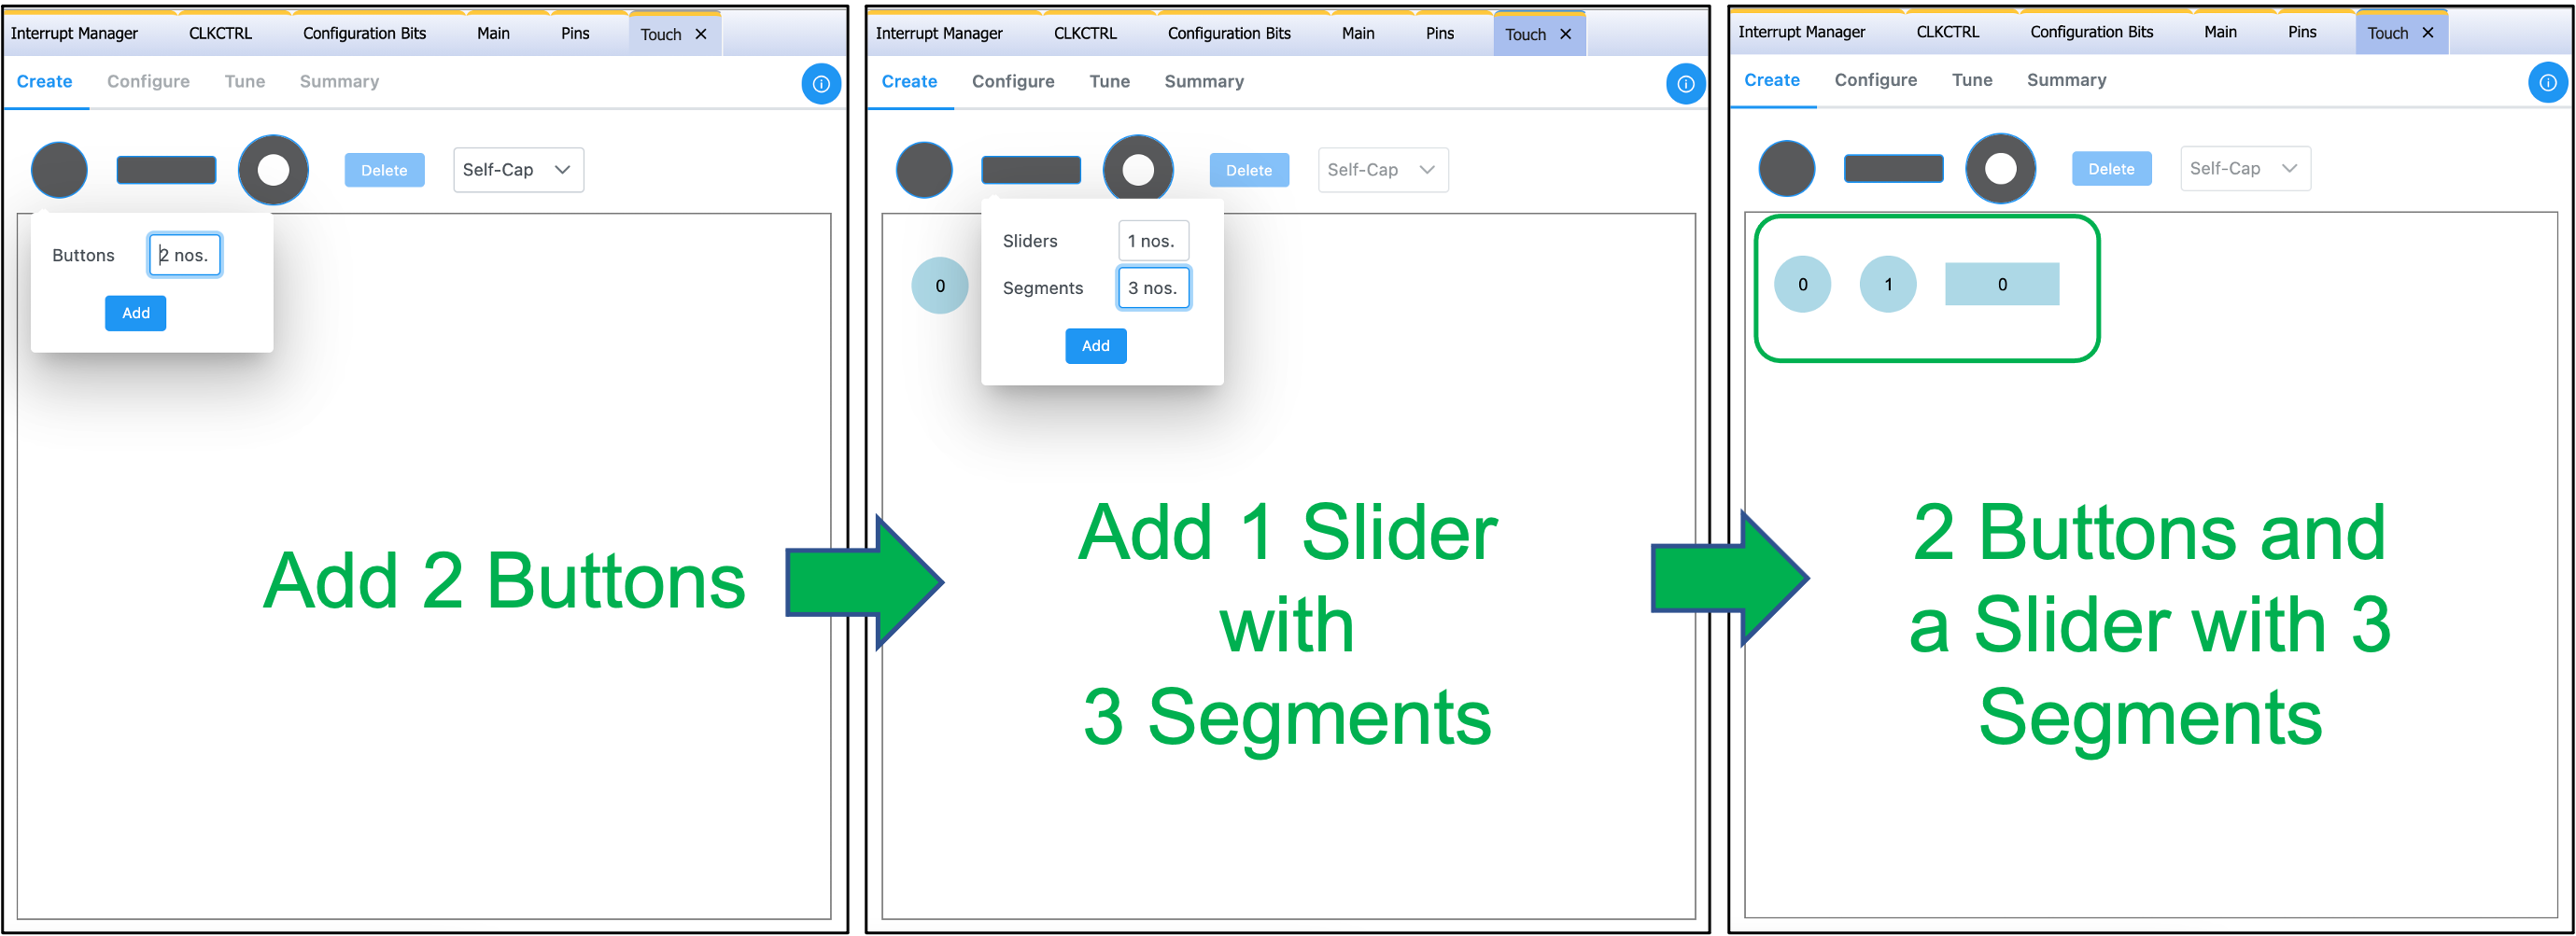 Interrupt Manager CLKCTRL Configuration Bits Main Pins Touch ✕
Create Configure Tune Summary
Delete Self-Cap
Buttons 2 nos.
Add
Add 2 Buttons
Interrupt Manager CLKCTRL Configuration Bits Main Pins Touch ✕
Create Configure Tune Summary
Delete Self-Cap
Sliders 1 nos.
0
Segments 3 nos.
Add
Add 1 Slider
with
3 Segments
Interrupt Manager CLKCTRL Configuration Bits Main Pins Touch ✕
Create Configure Tune Summary
Delete Self-Cap
0 1 0
2 Buttons and
a Slider with 3
Segments